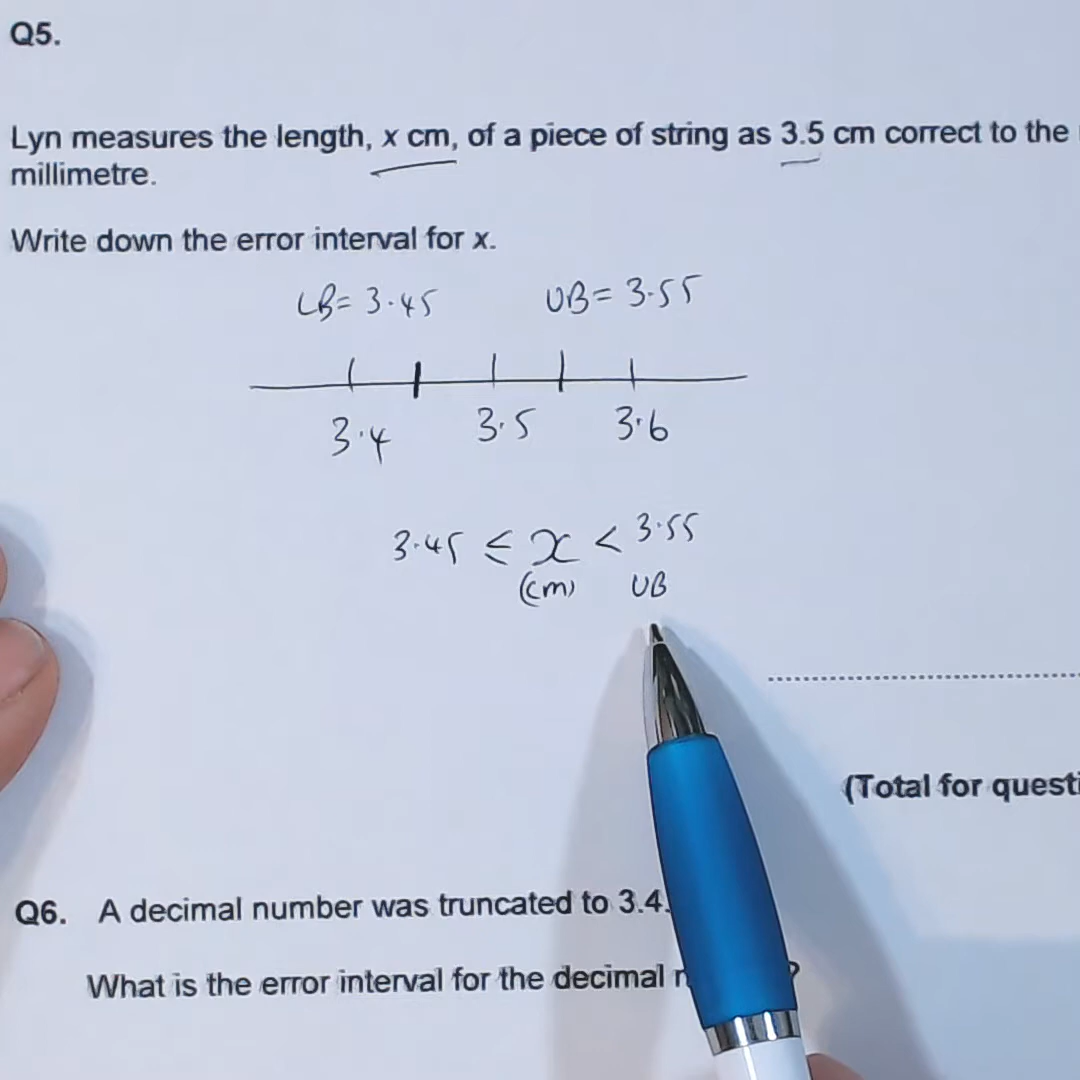 Q5.
Lyn measures the length, x cm, of a piece of string as 3.5 cm correct to the
millimetre.
Write down the error interval for x.
LB= 3.45 UB= 3.55
3.4 3.5 3.6
3.45 ≤ x < 3.55
(cm) UB
(Total for questi
Q6. A decimal number was truncated to 3.4.
What is the error interval for the decimal ?